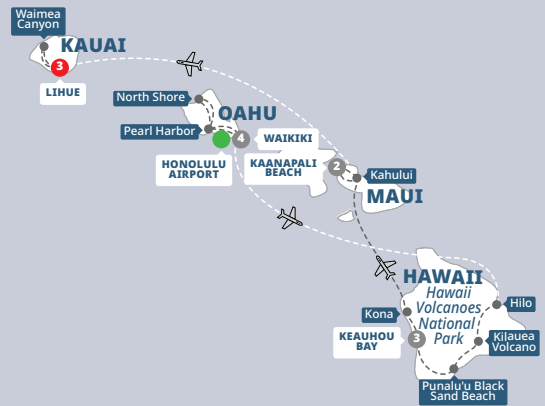 Waimea
Canyon
KAUAI
3
LIHUE
North Shore
OAHU
Pearl Harbor
4
WAIKIKI
HONOLULU
AIRPORT
KAANAPALI
BEACH
2
Kahului
MAUI
HAWAII
Hawaii
Volcanoes
National
Park
Hilo
Kona
KEAUHOU
BAY
3
Kilauea
Volcano
Punalu'u Black
Sand Beach